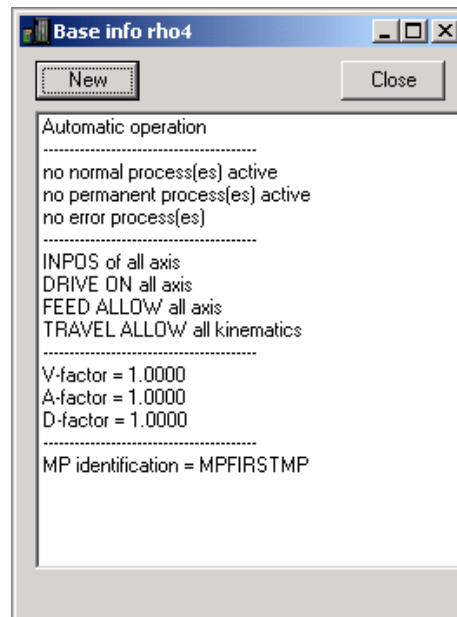 Base info rho4
New Close
Automatic operation
----------------------------------------
no normal process(es) active
no permanent process(es) active
no error process(es)
----------------------------------------
INPOS of all axis
DRIVE ON all axis
FEED ALLOW all axis
TRAVEL ALLOW all kinematics
----------------------------------------
V-factor = 1.0000
A-factor = 1.0000
D-factor = 1.0000
----------------------------------------
MP identification = MPFIRSTMP